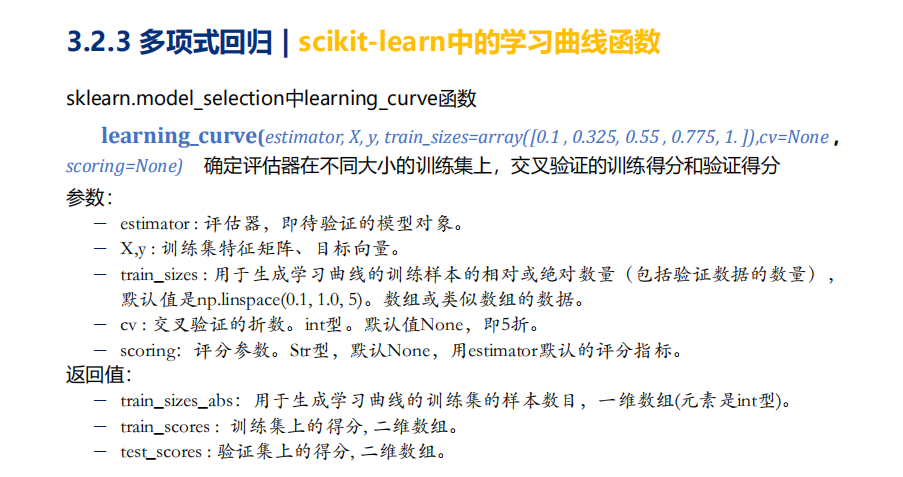 3.2.3 多项式回归 | scikit-learn中的学习曲线函数
sklearn.model_selection中learning_curve函数
learning_curve(estimator, X, y, train_sizes=array([0.1 , 0.325, 0.55 , 0.775, 1. ]),cv=None ,
scoring=None) 确定评估器在不同大小的训练集上，交叉验证的训练得分和验证得分
参数：
– estimator : 评估器，即待验证的模型对象。
– X,y : 训练集特征矩阵、目标向量。
– train_sizes : 用于生成学习曲线的训练样本的相对或绝对数量（包括验证数据的数量），
默认值是np.linspace(0.1, 1.0, 5)。数组或类似数组的数据。
– cv : 交叉验证的折数。int型。默认值None，即5折。
– scoring：评分参数。Str型，默认None，用estimator默认的评分指标。
返回值：
– train_sizes_abs：用于生成学习曲线的训练集的样本数目，一维数组(元素是int型)。
– train_scores : 训练集上的得分, 二维数组。
– test_scores : 验证集上的得分, 二维数组。